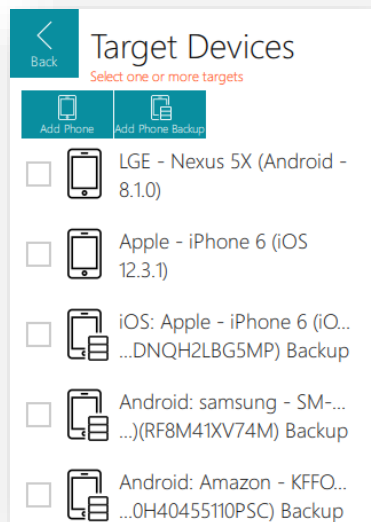 Back
Target Devices
Select one or more targets
Add Phone
Add Phone Backup
LGE - Nexus 5X (Android -
8.1.0)
Apple - iPhone 6 (iOS
12.3.1)
iOS: Apple - iPhone 6 (iO...
...DNQH2LBG5MP) Backup
Android: samsung - SM-...
...)(RF8M41XV74M) Backup
Android: Amazon - KFFO...
...0H40455110PSC) Backup